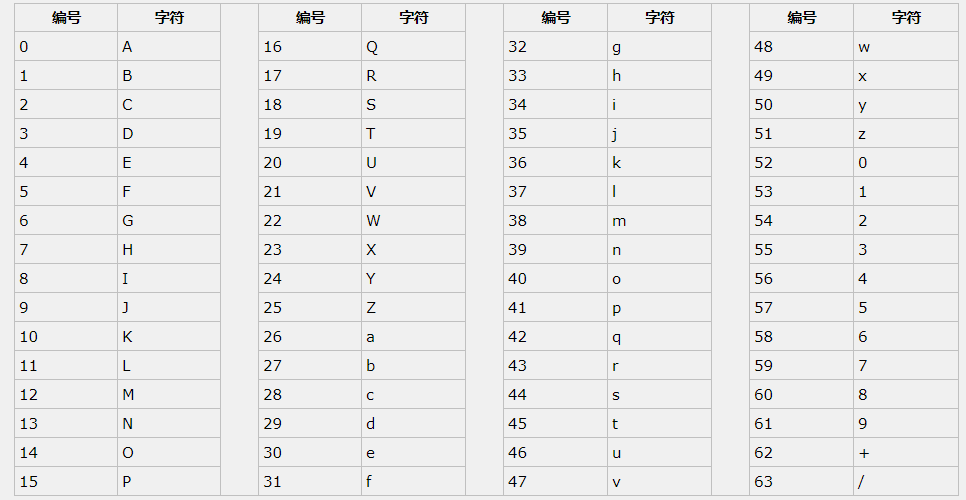 编号 字符 编号 字符 编号 字符 编号 字符
0 A 16 Q 32 g 48 w
1 B 17 R 33 h 49 x
2 C 18 S 34 i 50 y
3 D 19 T 35 j 51 z
4 E 20 U 36 k 52 0
5 F 21 V 37 l 53 1
6 G 22 W 38 m 54 2
7 H 23 X 39 n 55 3
8 I 24 Y 40 o 56 4
9 J 25 Z 41 p 57 5
10 K 26 a 42 q 58 6
11 L 27 b 43 r 59 7
12 M 28 c 44 s 60 8
13 N 29 d 45 t 61 9
14 O 30 e 46 u 62 +
15 P 31 f 47 v 63 /